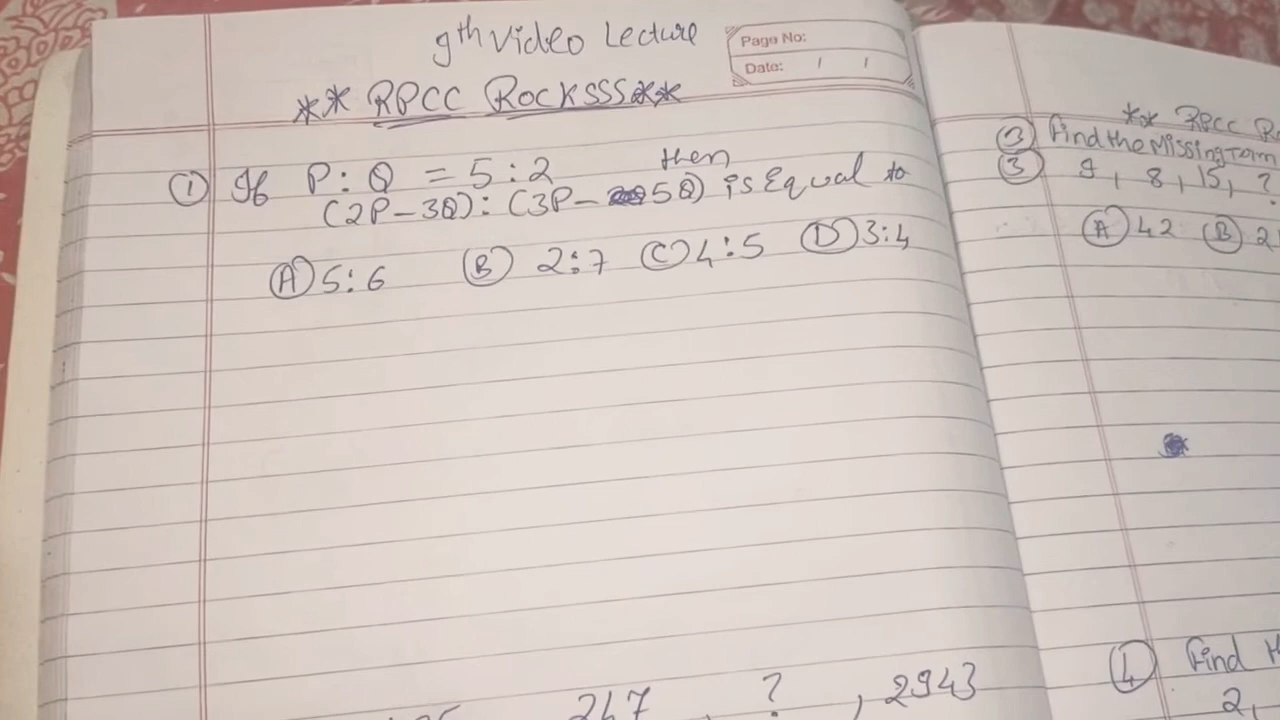 9th Video Lecture
Page No:
Date: / /
** RPCC ROCKSSS**
① If P : Q = 5 : 2 then
(2P - 3Q) : (3P - 5Q) is Equal to
Ⓐ 5 : 6 Ⓑ 2 : 7 Ⓒ 4 : 5 Ⓓ 3 : 4
247, ?, 2943
** RPCC
③ Find the Missing Term
③ 9, 8, 15, ?
Ⓐ 42 Ⓑ 2
④ Find
2,